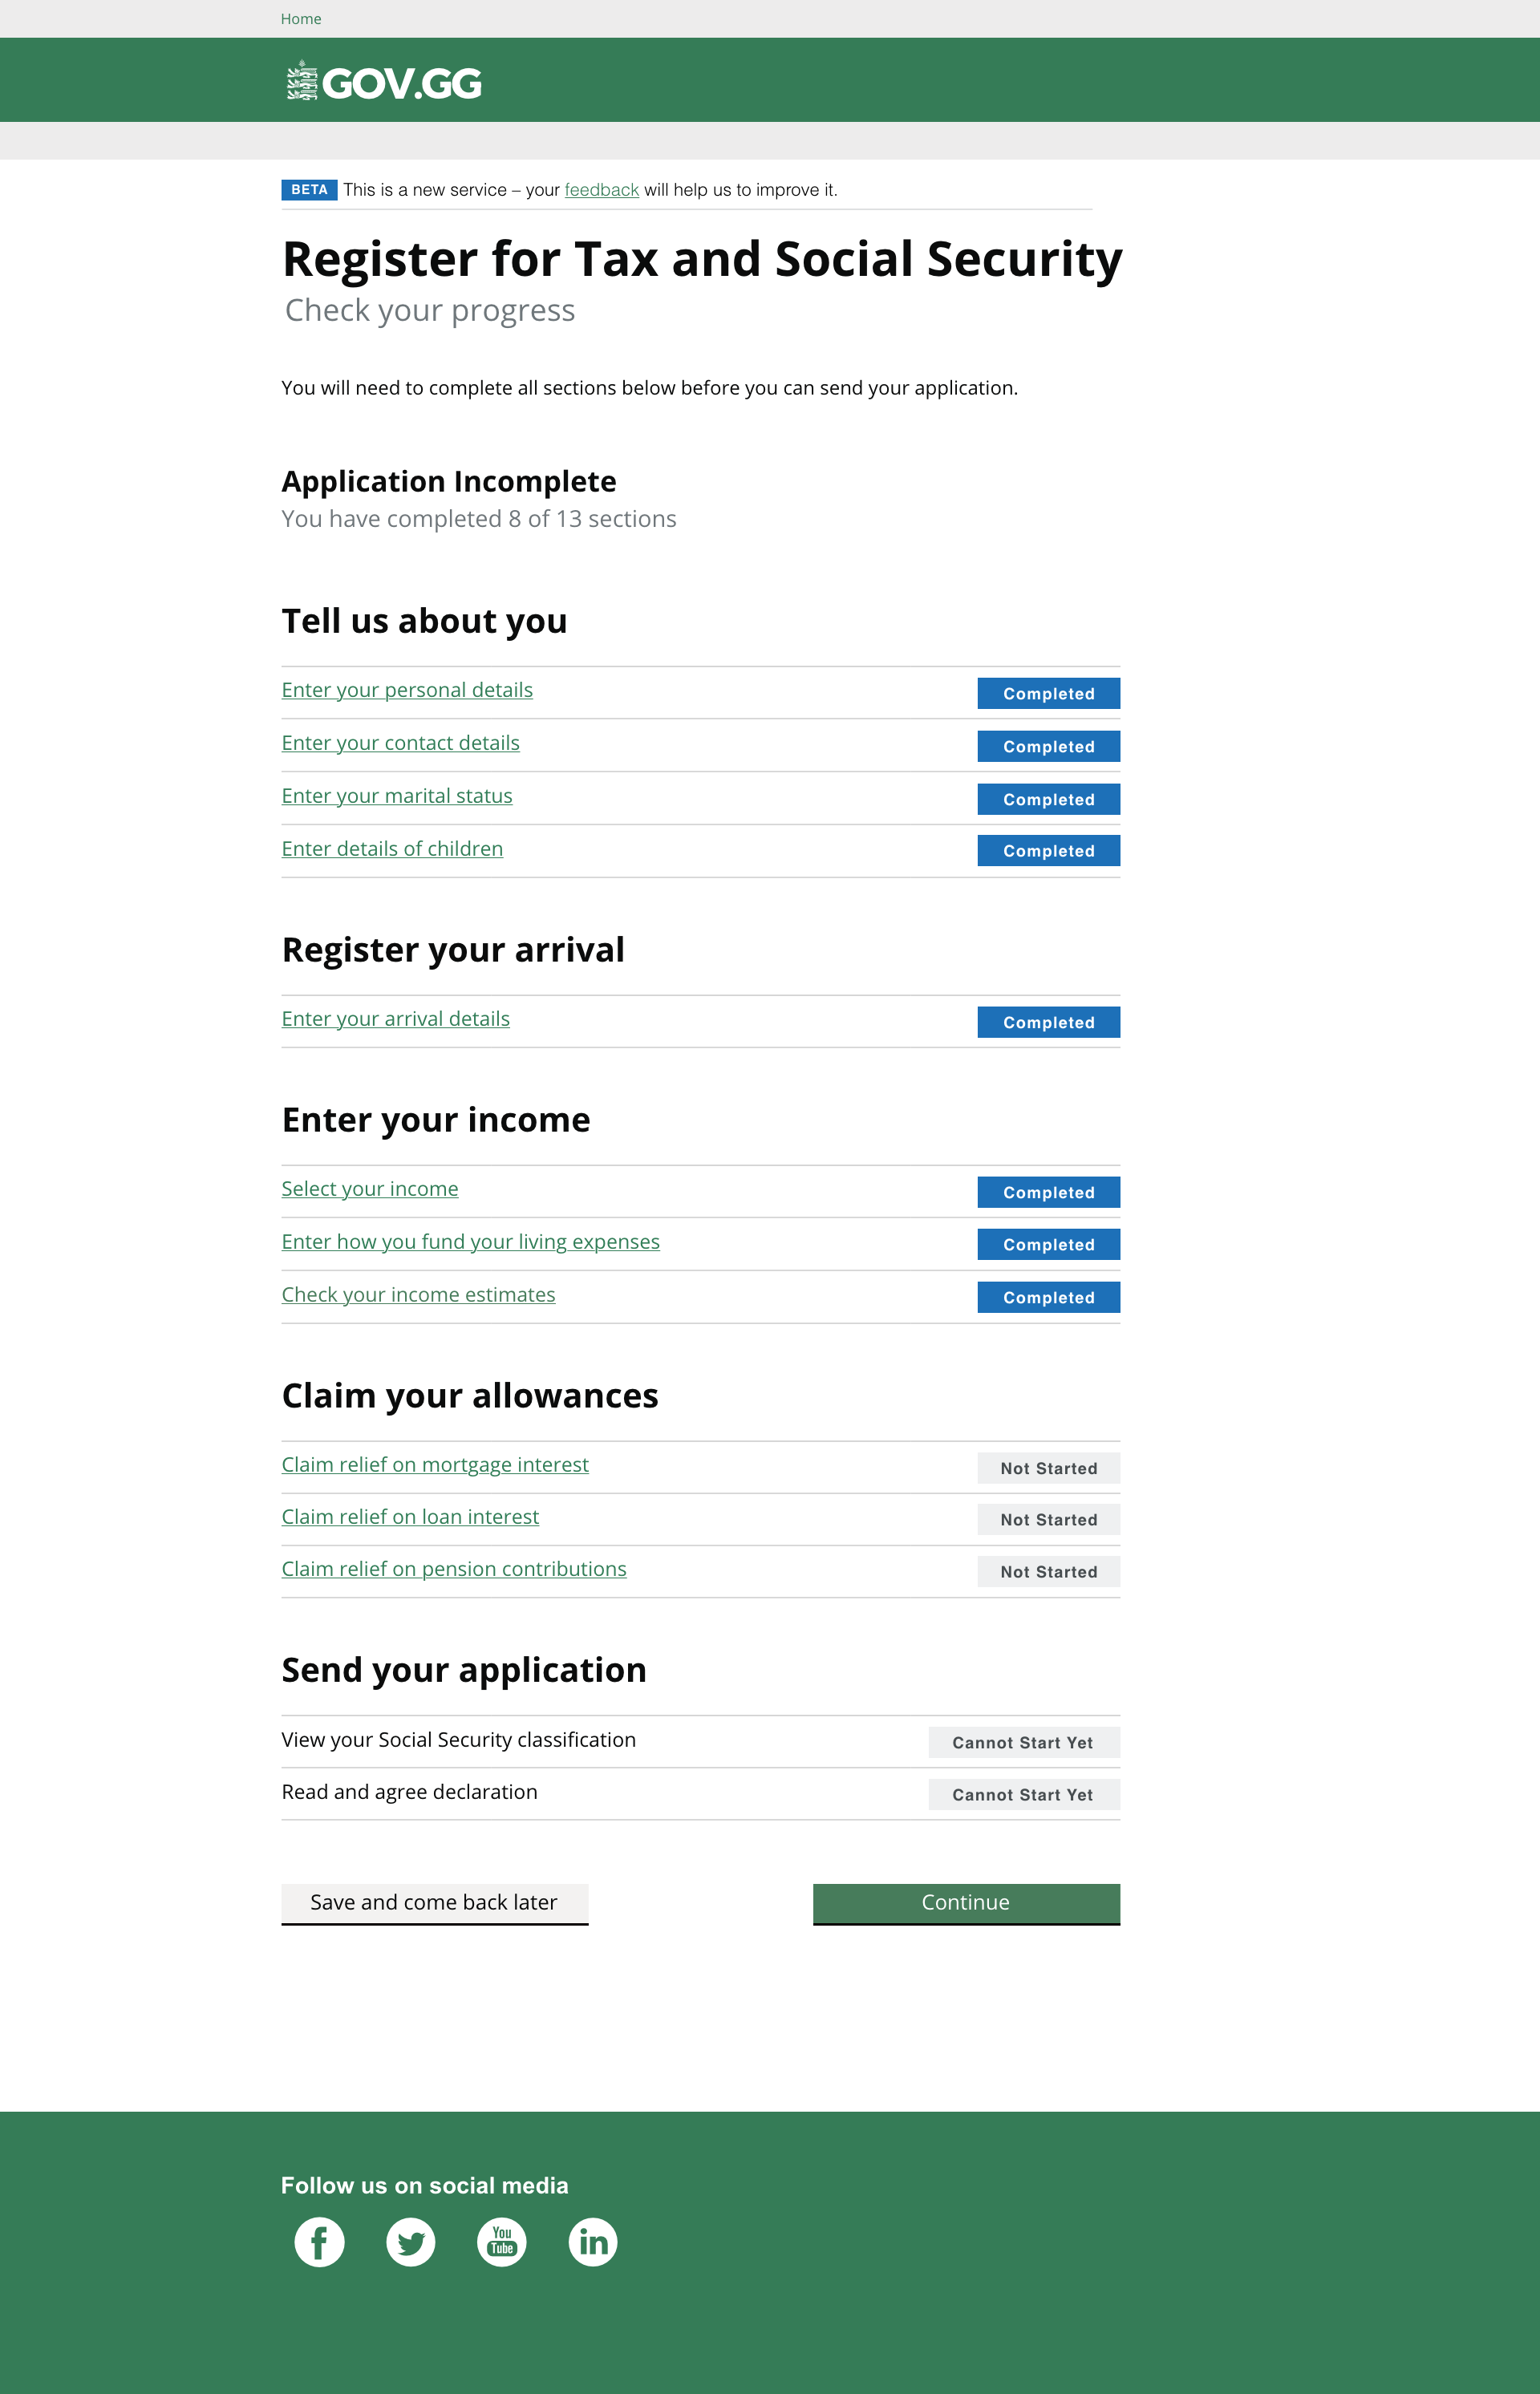 Home
GOV.GG
BETA This is a new service – your feedback will help us to improve it.
Register for Tax and Social Security
Check your progress
You will need to complete all sections below before you can send your application.
Application Incomplete
You have completed 8 of 13 sections
Tell us about you
Enter your personal details Completed
Enter your contact details Completed
Enter your marital status Completed
Enter details of children Completed
Register your arrival
Enter your arrival details Completed
Enter your income
Select your income Completed
Enter how you fund your living expenses Completed
Check your income estimates Completed
Claim your allowances
Claim relief on mortgage interest Not Started
Claim relief on loan interest Not Started
Claim relief on pension contributions Not Started
Send your application
View your Social Security classification Cannot Start Yet
Read and agree declaration Cannot Start Yet
Save and come back later Continue
Follow us on social media
f You Tube in